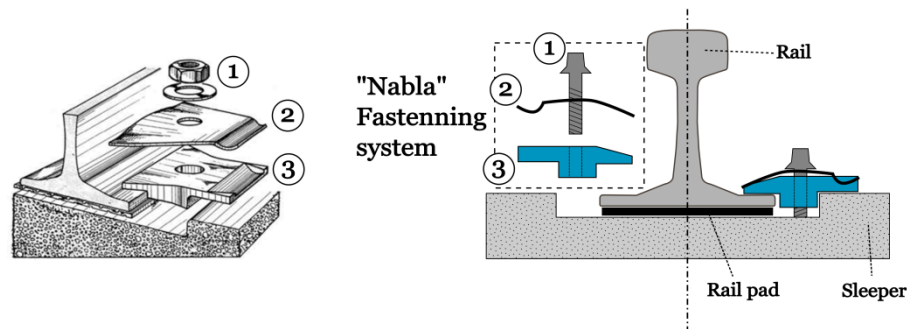 1
2
3
"Nabla"
Fastenning
system
1
2
3
Rail
Rail pad
Sleeper